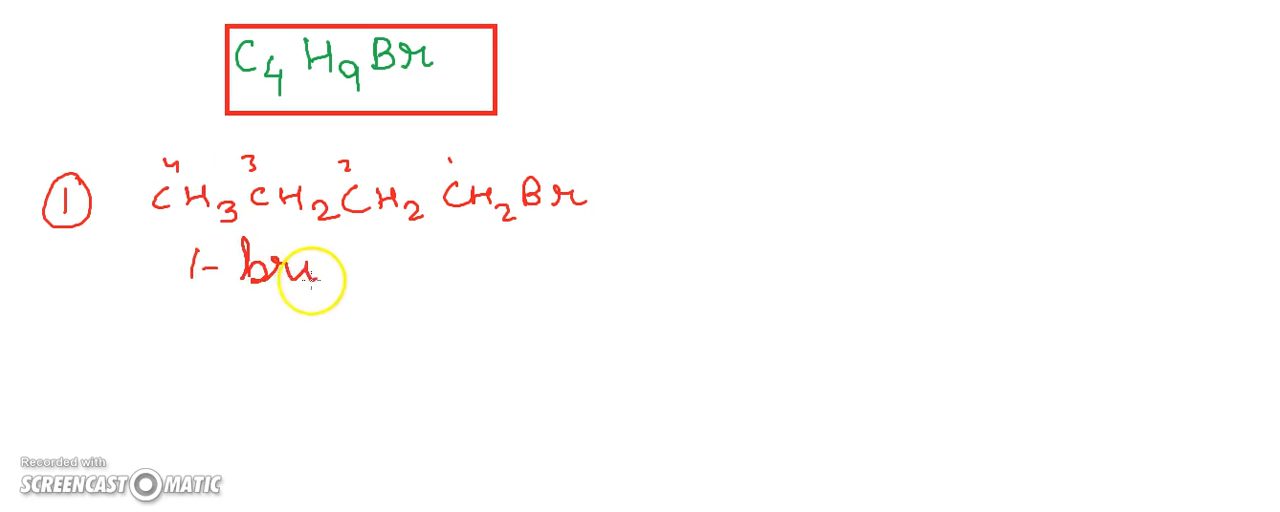 C4H9Br
4 3 2 1
① CH3CH2CH2CH2Br
1- bru
Recorded with
SCREENCAST MATIC